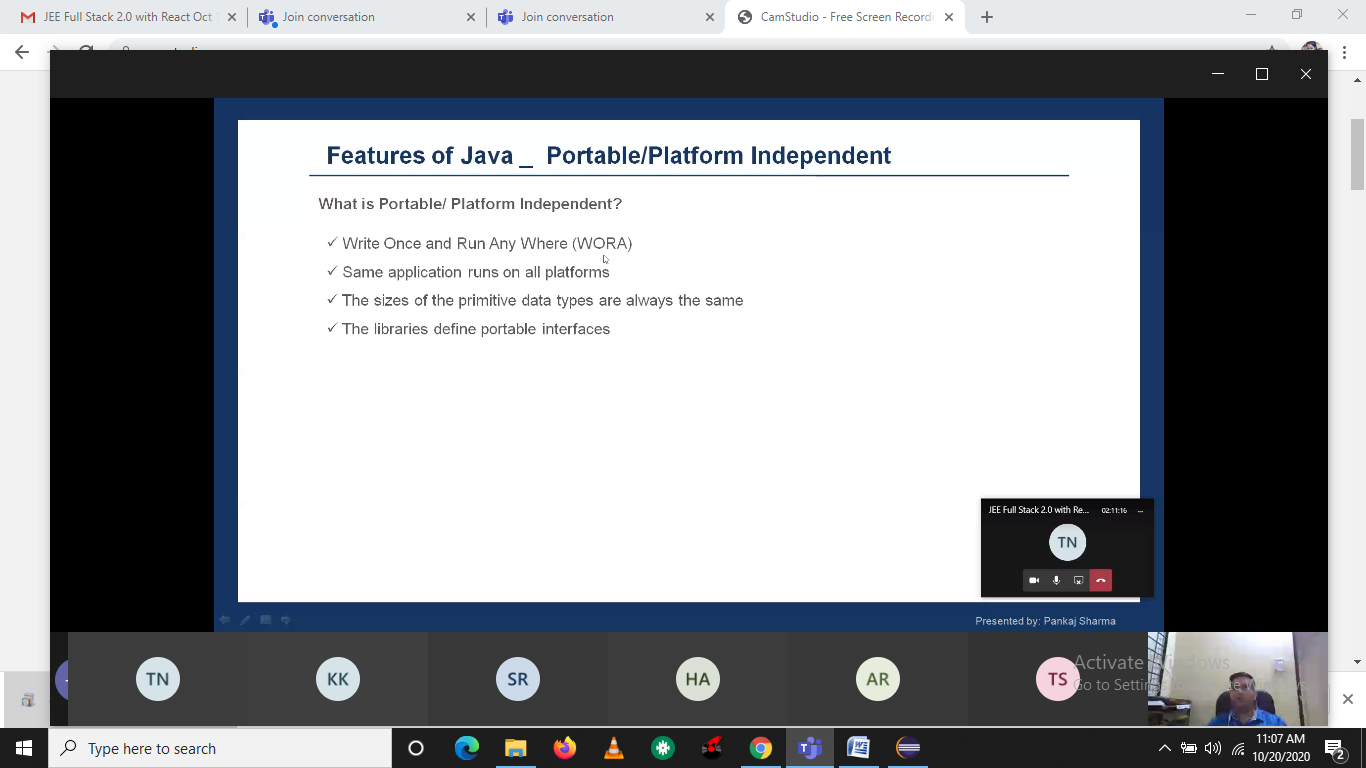 JEE Full Stack 2.0 with React Oct
Join conversation
Join conversation
CamStudio - Free Screen Recordi
Features of Java _ Portable/Platform Independent
What is Portable/ Platform Independent?
✓ Write Once and Run Any Where (WORA)
✓ Same application runs on all platforms
✓ The sizes of the primitive data types are always the same
✓ The libraries define portable interfaces
JEE Full Stack 2.0 with Re... 02:11:16 ...
TN
Presented by: Pankaj Sharma
TN KK SR HA AR TS
Activate Windows
Go to Settin
Type here to search
11:07 AM
10/20/2020
2